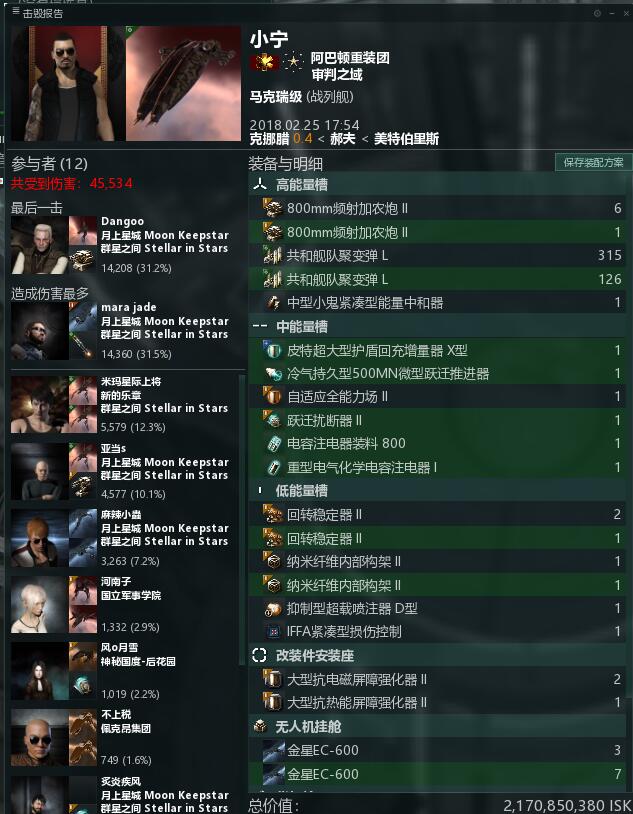 击毁报告
小宁
阿巴顿重装团
审判之域
马克瑞级 (战列舰)
2018.02.25 17:54
克挪腊 0.4 < 郝夫 < 美特伯里斯
参与者 (12)
共受到伤害: 45,534
最后一击
Dangoo
月上星城 Moon Keepstar
群星之间 Stellar in Stars
14,208 (31.2%)
造成伤害最多
mara jade
月上星城 Moon Keepstar
群星之间 Stellar in Stars
14,360 (31.5%)
米玛星际上将
新的乐章
群星之间 Stellar in Stars
5,579 (12.3%)
亚当s
月上星城 Moon Keepstar
群星之间 Stellar in Stars
4,577 (10.1%)
麻辣小蟲
月上星城 Moon Keepstar
群星之间 Stellar in Stars
3,263 (7.2%)
河南子
国立军事学院
1,332 (2.9%)
风o月雪
神秘国度-后花园
1,019 (2.2%)
不上税
佩克昂集团
749 (1.6%)
炙炎疾风
月上星城 Moon Keepstar
群星之间 Stellar in Stars
装备与明细
保存装配方案
高能量槽
800mm频射加农炮 II 6
800mm频射加农炮 II 1
共和舰队聚变弹 L 315
共和舰队聚变弹 L 126
中型小鬼紧凑型能量中和器 1
中能量槽
皮特超大型护盾回充增量器 X型 1
冷气持久型500MN微型跃迁推进器 1
自适应全能力场 II 1
跃迁扰断器 II 1
电容注电器装料 800 1
重型电气化学电容注电器 I 1
低能量槽
回转稳定器 II 2
回转稳定器 II 1
纳米纤维内部构架 II 1
纳米纤维内部构架 II 1
抑制型超载喷注器 D型 1
IFFA紧凑型损伤控制 1
改装件安装座
大型抗电磁屏障强化器 II 2
大型抗热能屏障强化器 II 1
无人机挂舱
金星EC-600 3
金星EC-600 7
总价值: 2,170,850,380 ISK